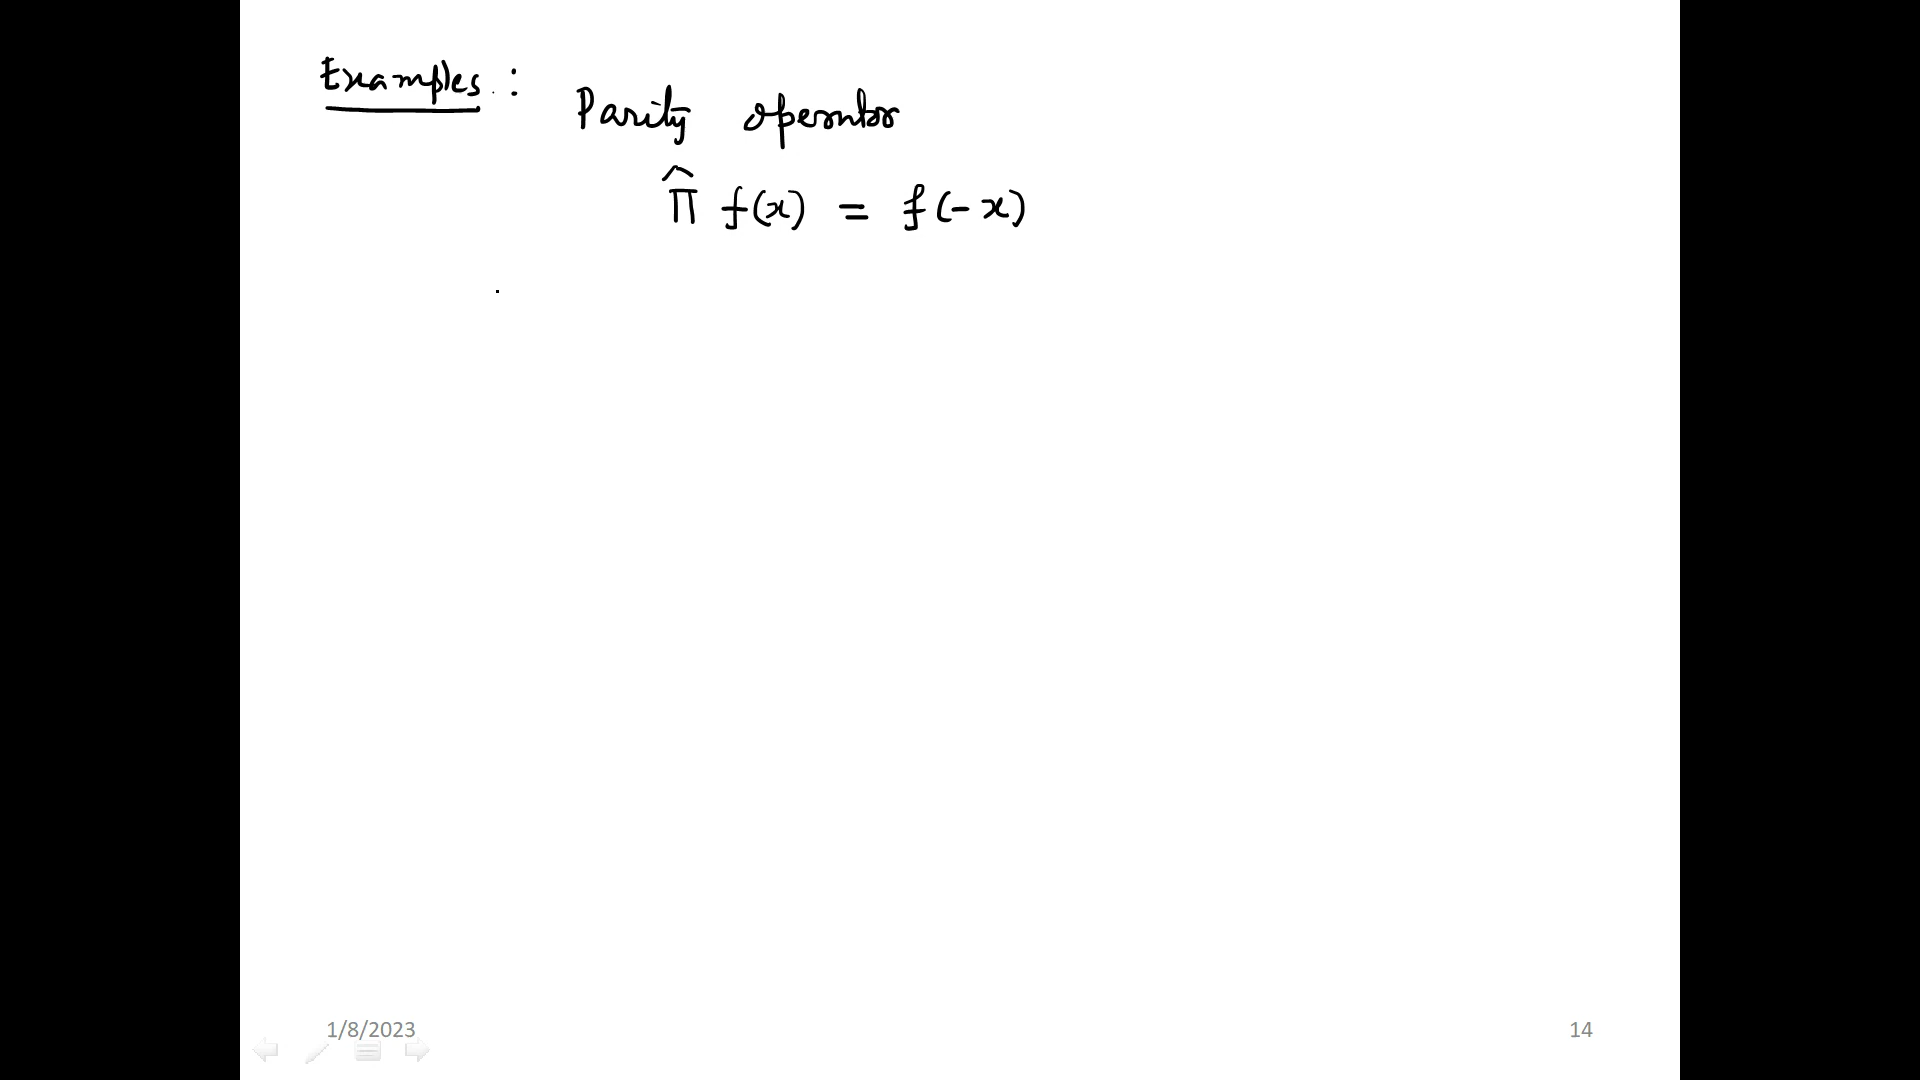 Examples :
Parity operator
Π̂ f(x) = f(-x)
1/8/2023
14